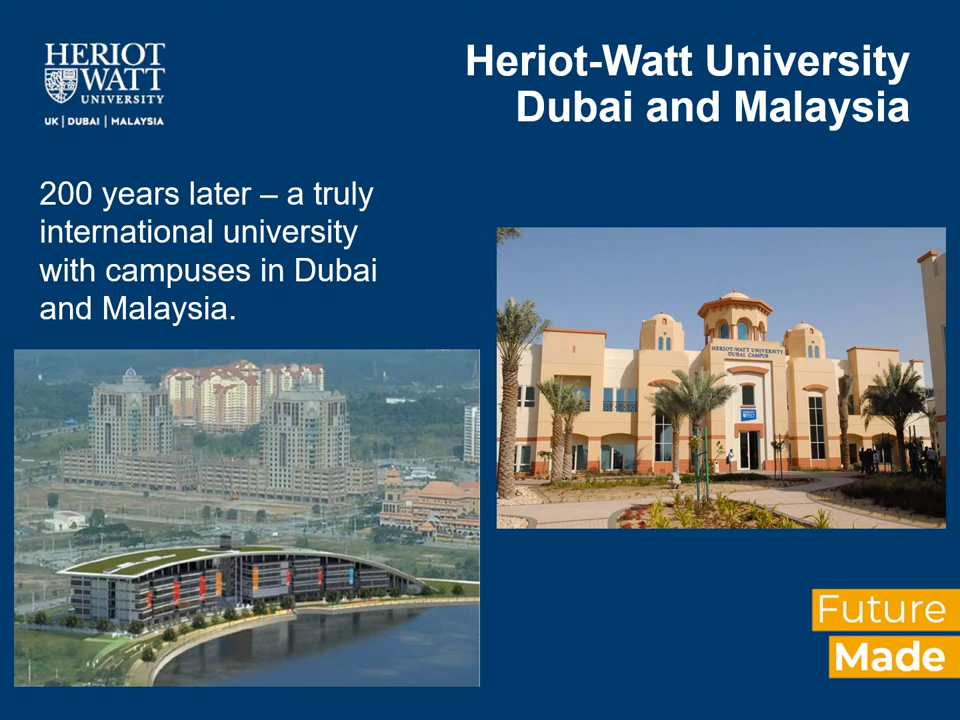 HERIOT
WATT
UNIVERSITY
UK | DUBAI | MALAYSIA
Heriot-Watt University
Dubai and Malaysia
200 years later – a truly
international university
with campuses in Dubai
and Malaysia.
HERIOT-WATT UNIVERSITY
DUBAI CAMPUS
Future
Made